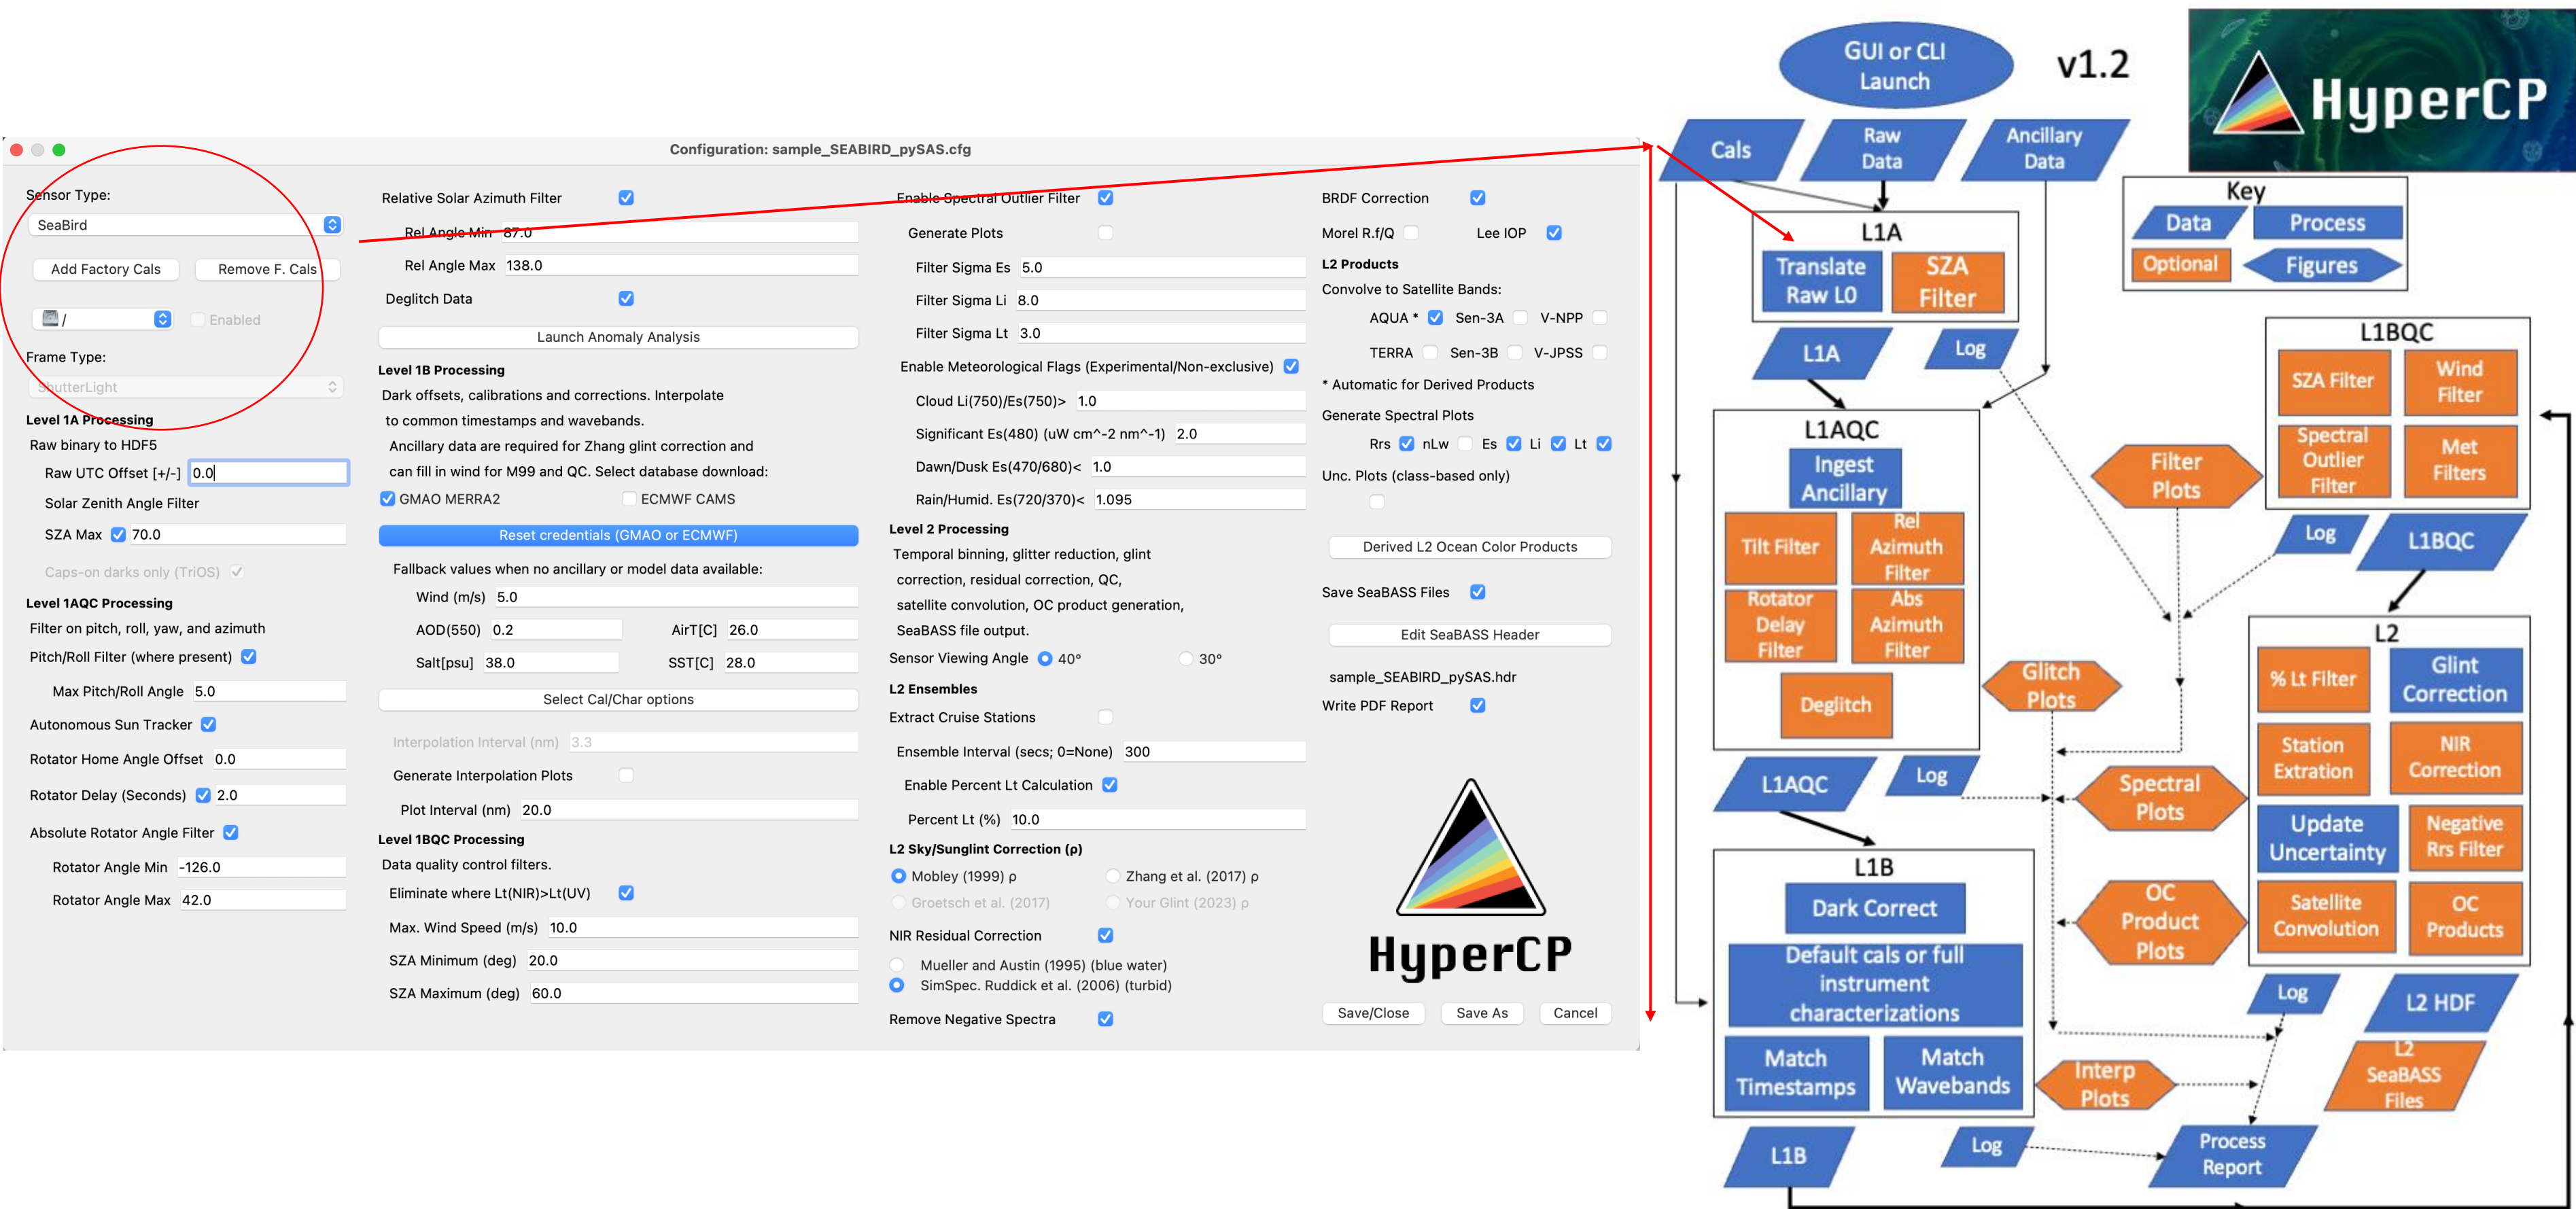 Configuration: sample_SEABIRD_pySAS.cfg
Sensor Type:
SeaBird
Add Factory Cals
Remove F. Cals
/
Enabled
Frame Type:
ShutterLight
Level 1A Processing
Raw binary to HDF5
Raw UTC Offset [+/-] 0.0
Solar Zenith Angle Filter
SZA Max 70.0
Caps-on darks only (TriOS)
Level 1AQC Processing
Filter on pitch, roll, yaw, and azimuth
Pitch/Roll Filter (where present)
Max Pitch/Roll Angle 5.0
Autonomous Sun Tracker
Rotator Home Angle Offset 0.0
Rotator Delay (Seconds) 2.0
Absolute Rotator Angle Filter
Rotator Angle Min -126.0
Rotator Angle Max 42.0
Relative Solar Azimuth Filter
Rel Angle Min 87.0
Rel Angle Max 138.0
Deglitch Data
Launch Anomaly Analysis
Level 1B Processing
Dark offsets, calibrations and corrections. Interpolate
to common timestamps and wavebands.
Ancillary data are required for Zhang glint correction and
can fill in wind for M99 and QC. Select database download:
GMAO MERRA2 ECMWF CAMS
Reset credentials (GMAO or ECMWF)
Fallback values when no ancillary or model data available:
Wind (m/s) 5.0
AOD(550) 0.2 AirT[C] 26.0
Salt[psu] 38.0 SST[C] 28.0
Select Cal/Char options
Interpolation Interval (nm) 3.3
Generate Interpolation Plots
Plot Interval (nm) 20.0
Level 1BQC Processing
Data quality control filters.
Eliminate where Lt(NIR)>Lt(UV)
Max. Wind Speed (m/s) 10.0
SZA Minimum (deg) 20.0
SZA Maximum (deg) 60.0
Enable Spectral Outlier Filter
Generate Plots
Filter Sigma Es 5.0
Filter Sigma Li 8.0
Filter Sigma Lt 3.0
Enable Meteorological Flags (Experimental/Non-exclusive)
Cloud Li(750)/Es(750)> 1.0
Significant Es(480) (uW cm^-2 nm^-1) 2.0
Dawn/Dusk Es(470/680)< 1.0
Rain/Humid. Es(720/370)< 1.095
Level 2 Processing
Temporal binning, glitter reduction, glint
correction, residual correction, QC,
satellite convolution, OC product generation,
SeaBASS file output.
Sensor Viewing Angle 40° 30°
L2 Ensembles
Extract Cruise Stations
Ensemble Interval (secs; 0=None) 300
Enable Percent Lt Calculation
Percent Lt (%) 10.0
L2 Sky/Sunglint Correction (ρ)
Mobley (1999) ρ Zhang et al. (2017) ρ
Groetsch et al. (2017) Your Glint (2023) ρ
NIR Residual Correction
Mueller and Austin (1995) (blue water)
SimSpec. Ruddick et al. (2006) (turbid)
Remove Negative Spectra
BRDF Correction
Morel R.f/Q Lee IOP
L2 Products
Convolve to Satellite Bands:
AQUA * Sen-3A V-NPP
TERRA Sen-3B V-JPSS
* Automatic for Derived Products
Generate Spectral Plots
Rrs nLw Es Li Lt
Unc. Plots (class-based only)
Derived L2 Ocean Color Products
Save SeaBASS Files
Edit SeaBASS Header
sample_SEABIRD_pySAS.hdr
Write PDF Report
HyperCP
Save/Close Save As Cancel
GUI or CLI
Launch
v1.2
HyperCP
Cals
Raw
Data
Ancillary
Data
Key
Data
Process
Optional
Figures
L1A
Translate
Raw L0
SZA
Filter
L1A
Log
L1AQC
Ingest
Ancillary
Tilt Filter
Rel
Azimuth
Filter
Rotator
Delay
Filter
Abs
Azimuth
Filter
Deglitch
L1AQC
Log
L1B
Dark Correct
Default cals or full
instrument
characterizations
Match
Timestamps
Match
Wavebands
L1B
Log
L1BQC
SZA Filter
Wind
Filter
Spectral
Outlier
Filter
Met
Filters
Log
L1BQC
Filter
Plots
Glitch
Plots
Spectral
Plots
OC
Product
Plots
Interp
Plots
L2
% Lt Filter
Glint
Correction
Station
Extration
NIR
Correction
Update
Uncertainty
Negative
Rrs Filter
Satellite
Convolution
OC
Products
Log
L2 HDF
L2
SeaBASS
Files
Process
Report